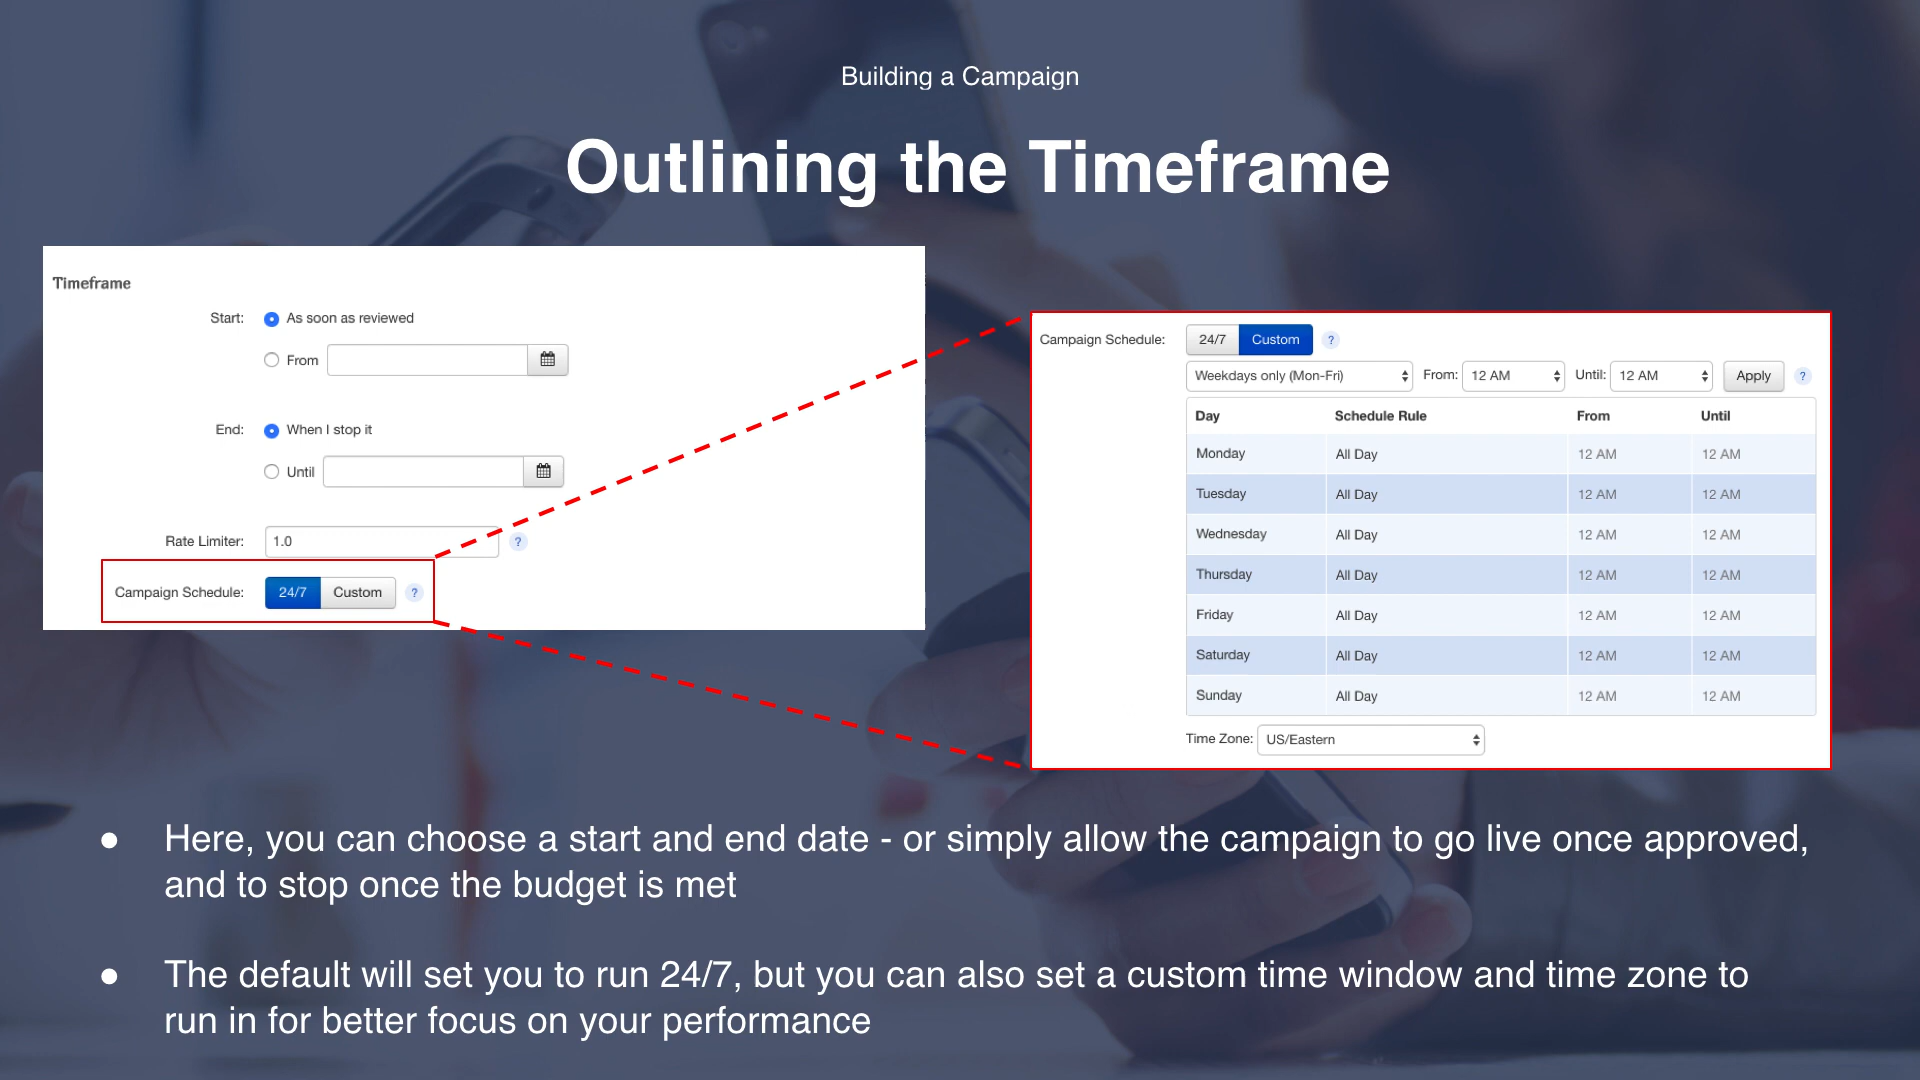 Building a Campaign
Outlining the Timeframe
Timeframe
Start: As soon as reviewed
From
End: When I stop it
Until
Rate Limiter: 1.0 ?
Campaign Schedule: 24/7 Custom ?
Campaign Schedule: 24/7 Custom ?
Weekdays only (Mon-Fri) From: 12 AM Until: 12 AM Apply ?
Day Schedule Rule From Until
Monday All Day 12 AM 12 AM
Tuesday All Day 12 AM 12 AM
Wednesday All Day 12 AM 12 AM
Thursday All Day 12 AM 12 AM
Friday All Day 12 AM 12 AM
Saturday All Day 12 AM 12 AM
Sunday All Day 12 AM 12 AM
Time Zone: US/Eastern
● Here, you can choose a start and end date - or simply allow the campaign to go live once approved,
and to stop once the budget is met
● The default will set you to run 24/7, but you can also set a custom time window and time zone to
run in for better focus on your performance